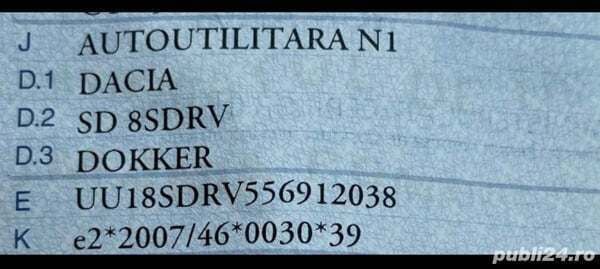 J AUTOUTILITARA N1
D.1 DACIA
D.2 SD 8SDRV
D.3 DOKKER
E UU18SDRV556912038
K e2*2007/46*0030*39
publi24.ro